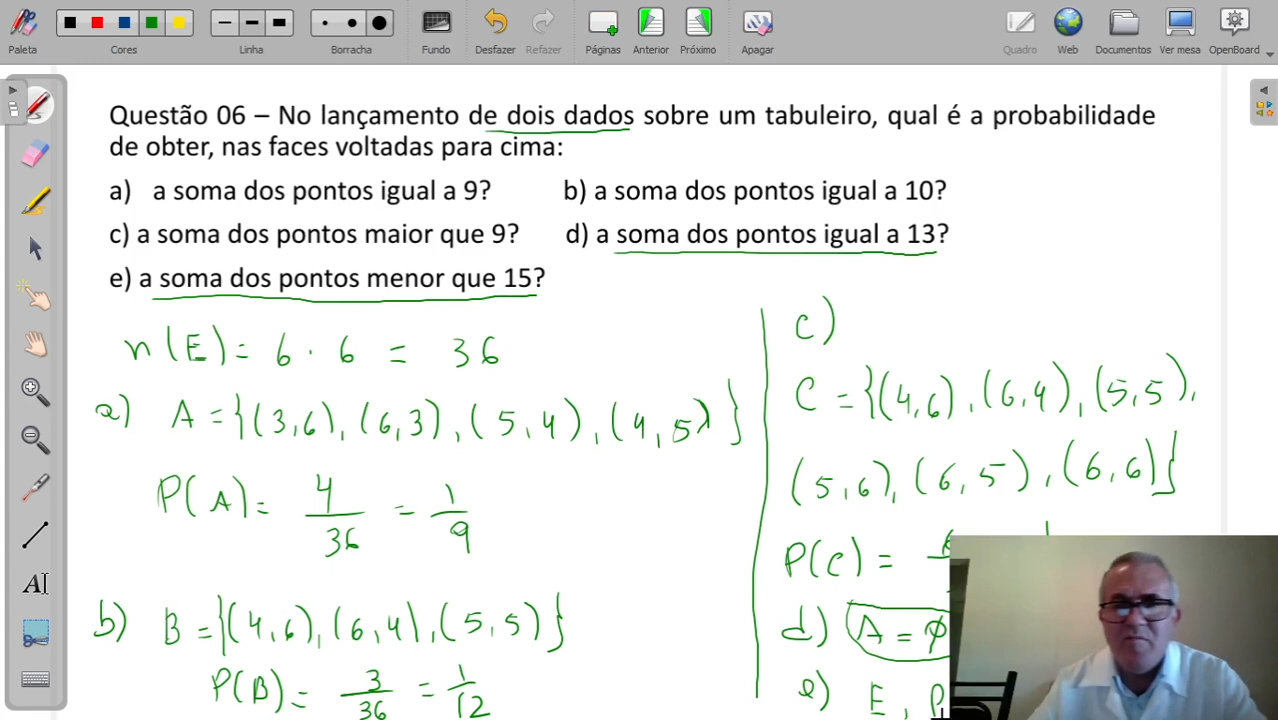 Paleta Cores Linha Borracha Fundo Desfazer Refazer Páginas Anterior Próximo Apagar Quadro Web Documentos Ver mesa OpenBoard
Questão 06 – No lançamento de dois dados sobre um tabuleiro, qual é a probabilidade
de obter, nas faces voltadas para cima:
a) a soma dos pontos igual a 9? b) a soma dos pontos igual a 10?
c) a soma dos pontos maior que 9? d) a soma dos pontos igual a 13?
e) a soma dos pontos menor que 15?
n(E) = 6 · 6 = 36
a) A = {(3,6), (6,3), (5,4), (4,5)}
P(A) = 4/36 = 1/9
b) B = {(4,6), (6,4), (5,5)}
P(B) = 3/36 = 1/12
c)
C = {(4,6), (6,4), (5,5),
(5,6), (6,5), (6,6)}
P(C) =
d) A = ∅
e) E, P